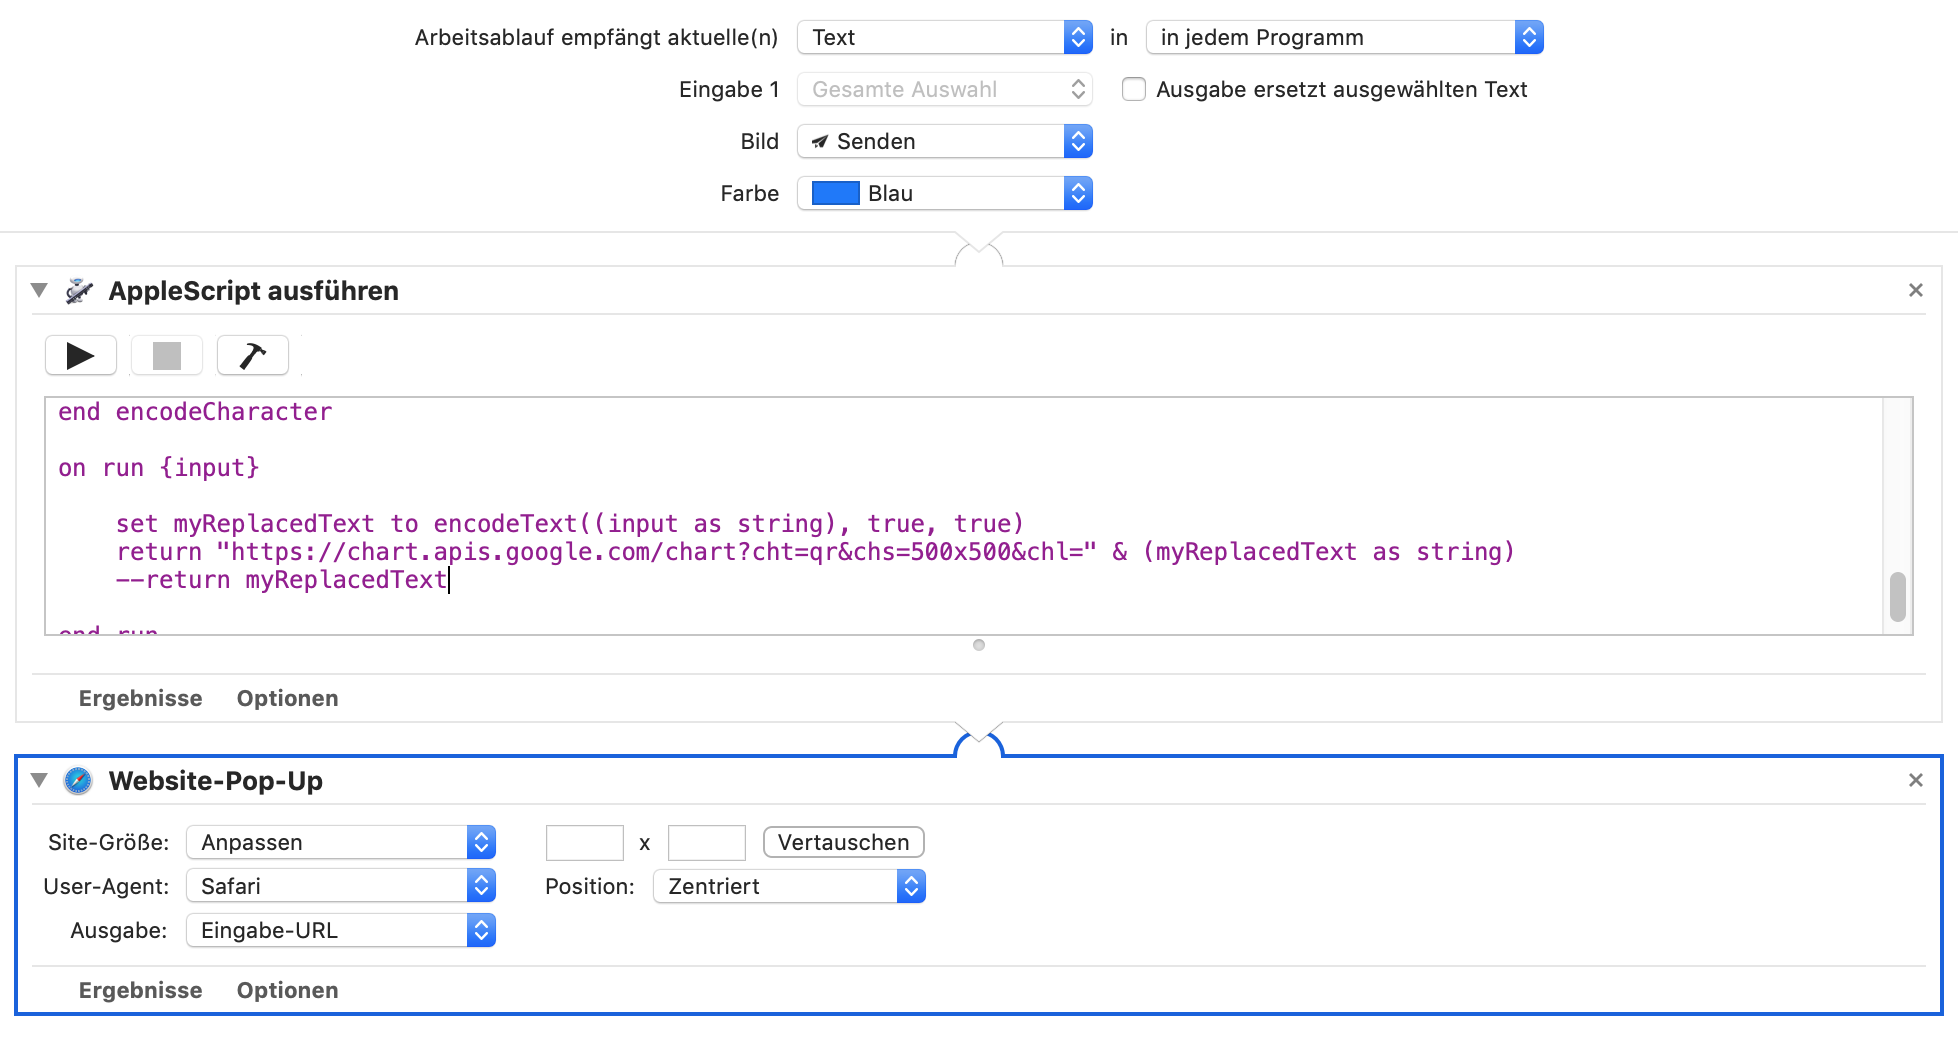 Arbeitsablauf empfängt aktuelle(n) Text in in jedem Programm
Eingabe 1 Gesamte Auswahl Ausgabe ersetzt ausgewählten Text
Bild Senden
Farbe Blau
AppleScript ausführen
end encodeCharacter
on run {input}
set myReplacedText to encodeText((input as string), true, true)
return "https://chart.apis.google.com/chart?cht=qr&chs=500x500&chl=" & (myReplacedText as string)
--return myReplacedText
end run
Ergebnisse Optionen
Website-Pop-Up
Site-Größe: Anpassen x Vertauschen
User-Agent: Safari Position: Zentriert
Ausgabe: Eingabe-URL
Ergebnisse Optionen